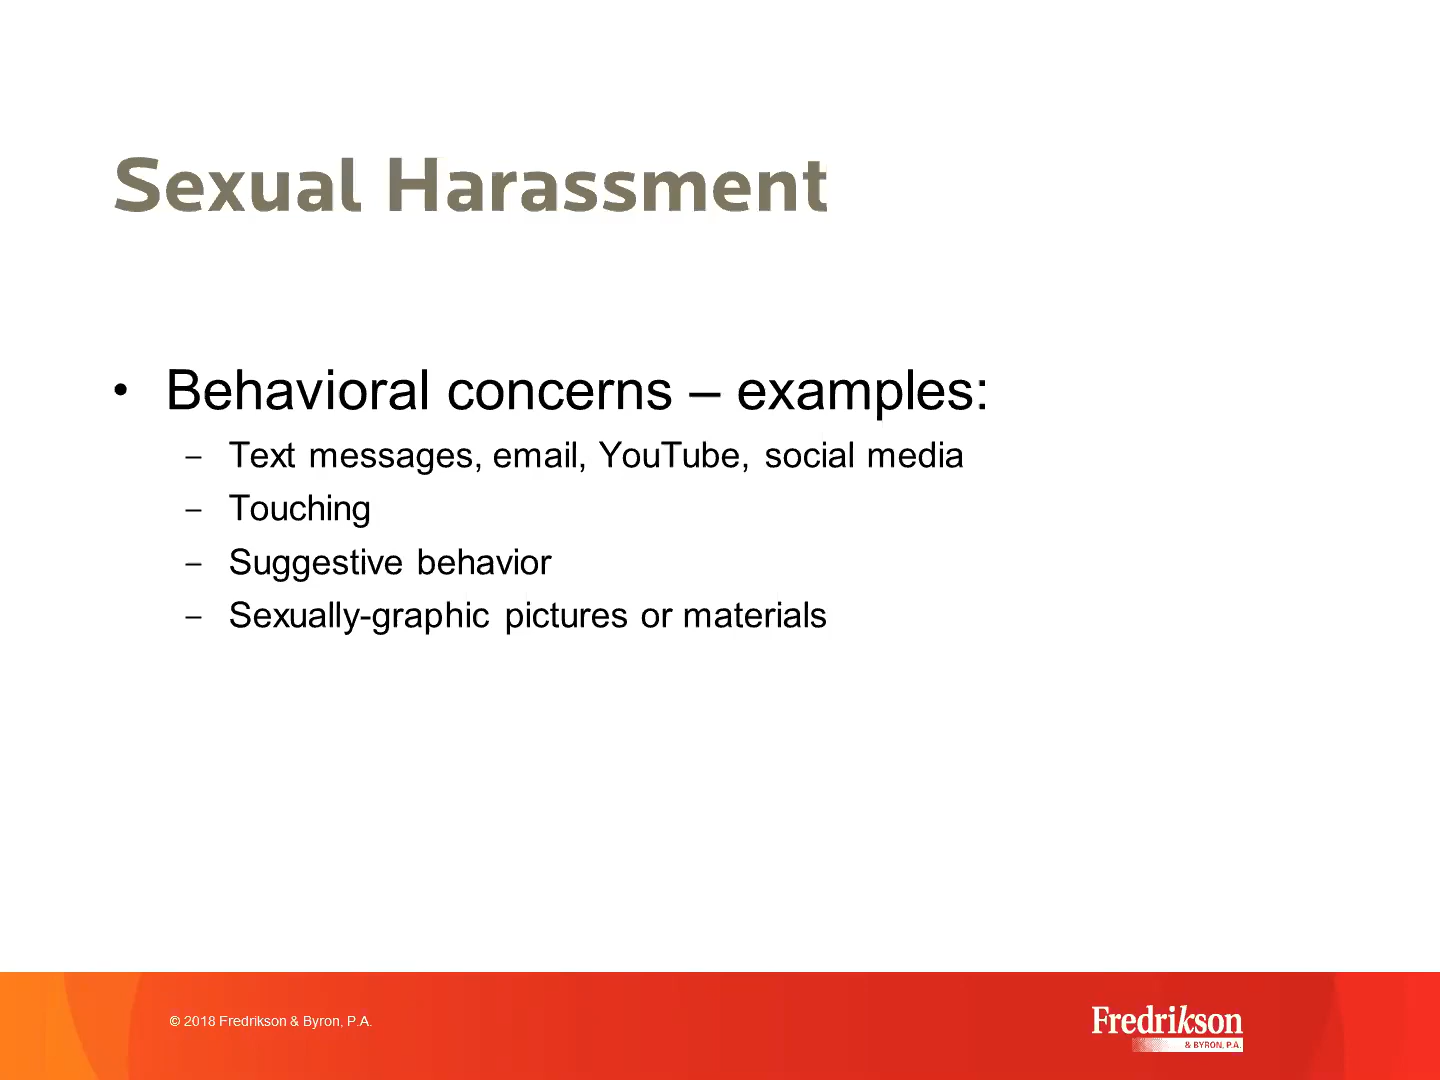 Sexual Harassment
• Behavioral concerns – examples:
– Text messages, email, YouTube, social media
– Touching
– Suggestive behavior
– Sexually-graphic pictures or materials
© 2018 Fredrikson & Byron, P.A.
Fredrikson
& BYRON, P.A.